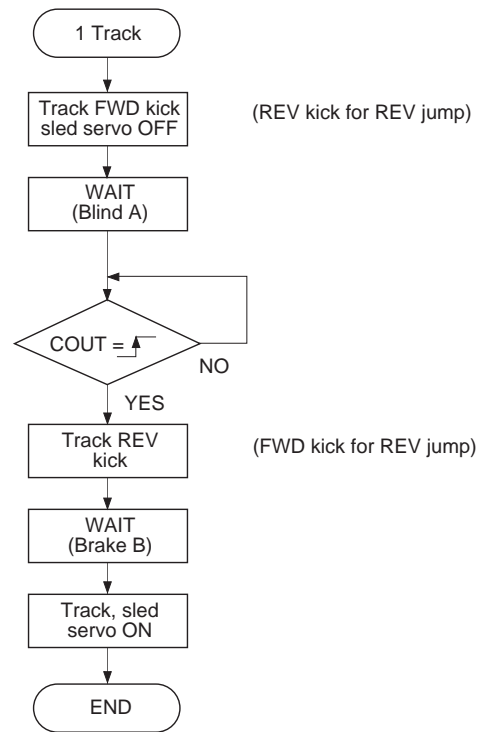 1 Track
Track FWD kick
sled servo OFF
(REV kick for REV jump)
WAIT
(Blind A)
COUT =
NO
YES
Track REV
kick
(FWD kick for REV jump)
WAIT
(Brake B)
Track, sled
servo ON
END